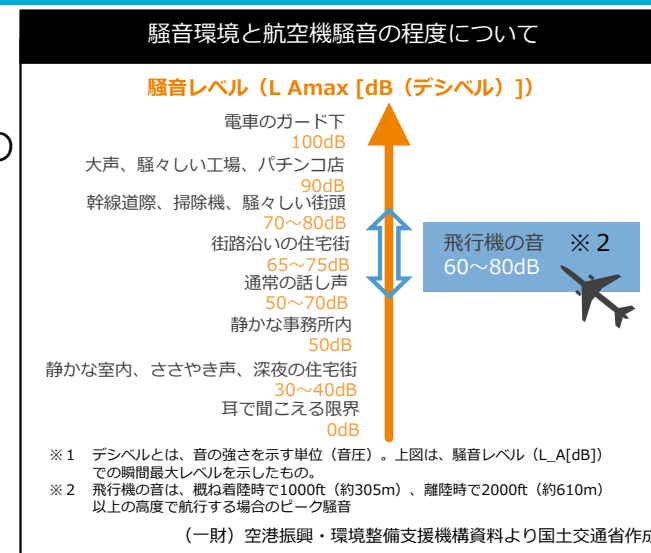 騒音環境と航空機騒音の程度について
騒音レベル（L Amax [dB（デシベル）])
電車のガード下
100dB
大声、騒々しい工場、パチンコ店
90dB
幹線道際、掃除機、騒々しい街頭
70～80dB
街路沿いの住宅街
65～75dB
通常の話し声
50～70dB
静かな事務所内
50dB
静かな室内、ささやき声、深夜の住宅街
30～40dB
耳で聞こえる限界
0dB
飛行機の音　※２
60～80dB
※１　デシベルとは、音の強さを示す単位（音圧）。上図は、騒音レベル（L_A[dB]）
での瞬間最大レベルを示したもの。
※２　飛行機の音は、概ね着陸時で1000ft（約305m）、離陸時で2000ft（約610m）
以上の高度で航行する場合のピーク騒音
（一財）空港振興・環境整備支援機構資料より国土交通省作成